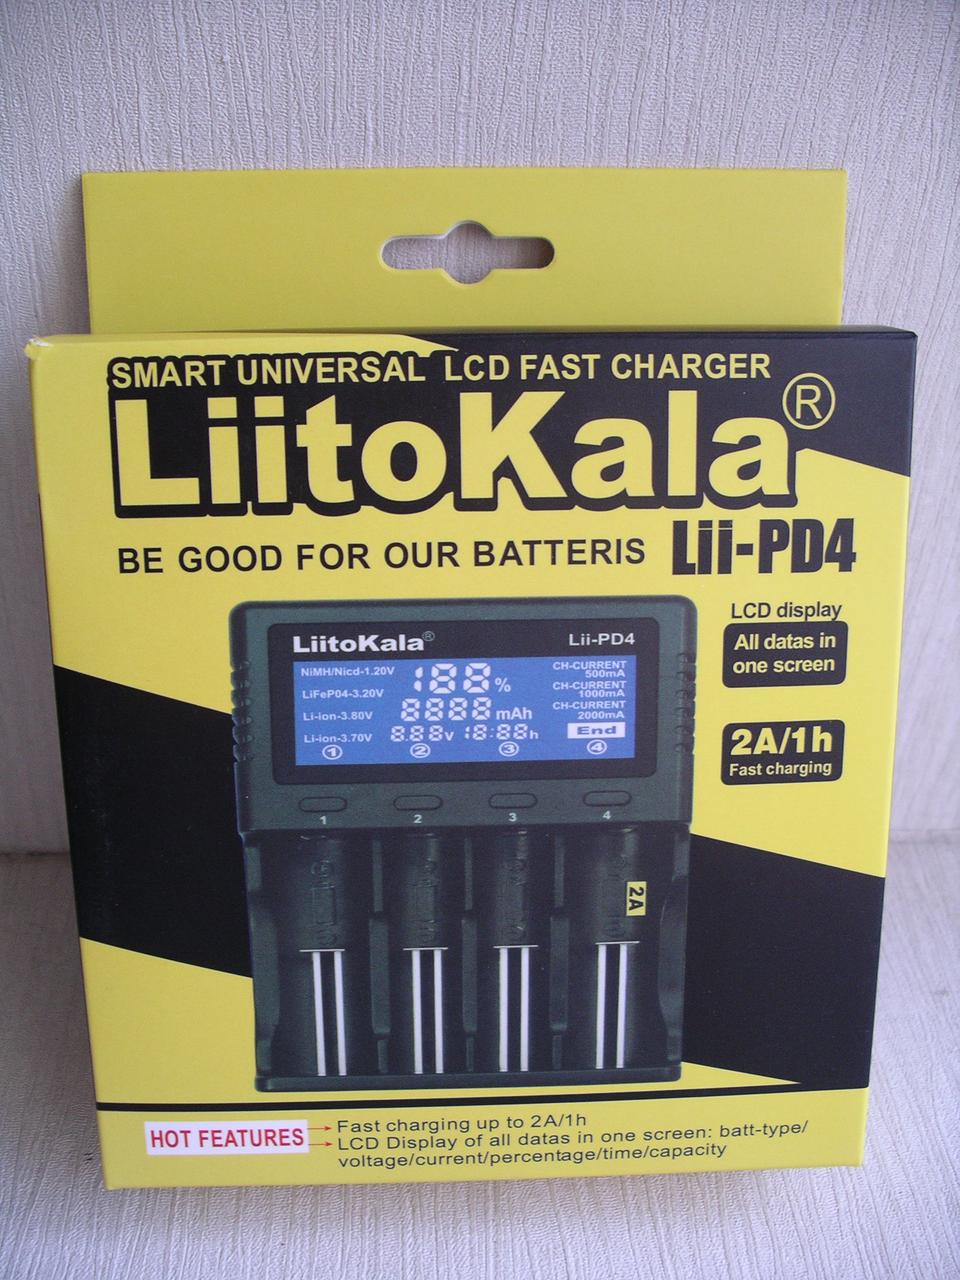 SMART UNIVERSAL LCD FAST CHARGER
LiitoKala®
BE GOOD FOR OUR BATTERIS
Lii-PD4
LCD display
All datas in
one screen
2A/1h
Fast charging
LiitoKala®
Lii-PD4
NiMH/Nicd-1.20V
LiFeP04-3.20V
Li-ion-3.80V
Li-ion-3.70V
188%
8888mAh
8.88v 18:88h
CH-CURRENT
500mA
CH-CURRENT
1000mA
CH-CURRENT
2000mA
End
① ② ③ ④
1 2 3 4
2A
HOT FEATURES
Fast charging up to 2A/1h
LCD Display of all datas in one screen: batt-type/
voltage/current/percentage/time/capacity